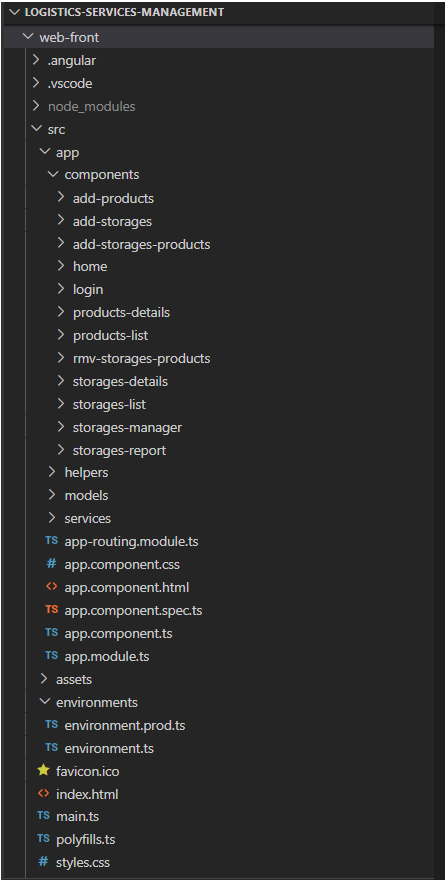 LOGISTICS-SERVICES-MANAGEMENT
web-front
.angular
.vscode
node_modules
src
app
components
add-products
add-storages
add-storages-products
home
login
products-details
products-list
rmv-storages-products
storages-details
storages-list
storages-manager
storages-report
helpers
models
services
TS app-routing.module.ts
# app.component.css
<> app.component.html
TS app.component.spec.ts
TS app.component.ts
TS app.module.ts
assets
environments
TS environment.prod.ts
TS environment.ts
favicon.ico
<> index.html
TS main.ts
TS polyfills.ts
# styles.css